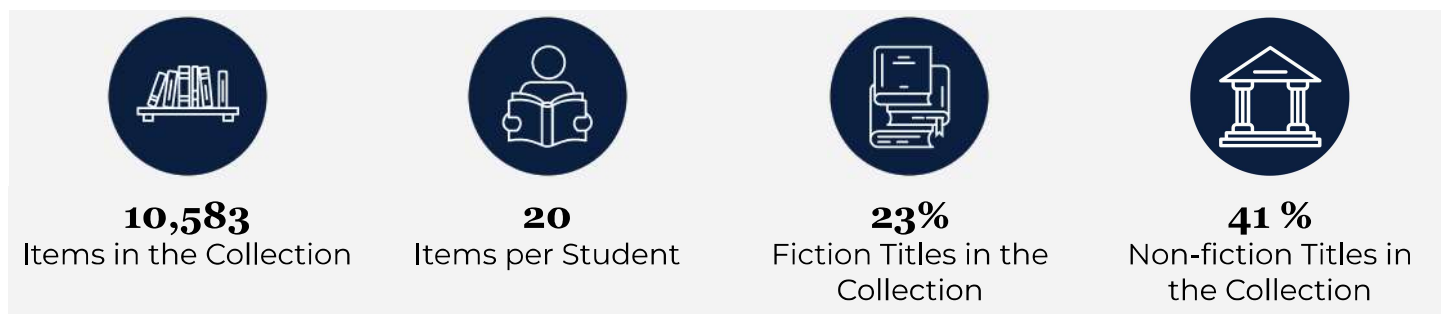 10,583
Items in the Collection
20
Items per Student
23%
Fiction Titles in the
Collection
41 %
Non-fiction Titles in
the Collection